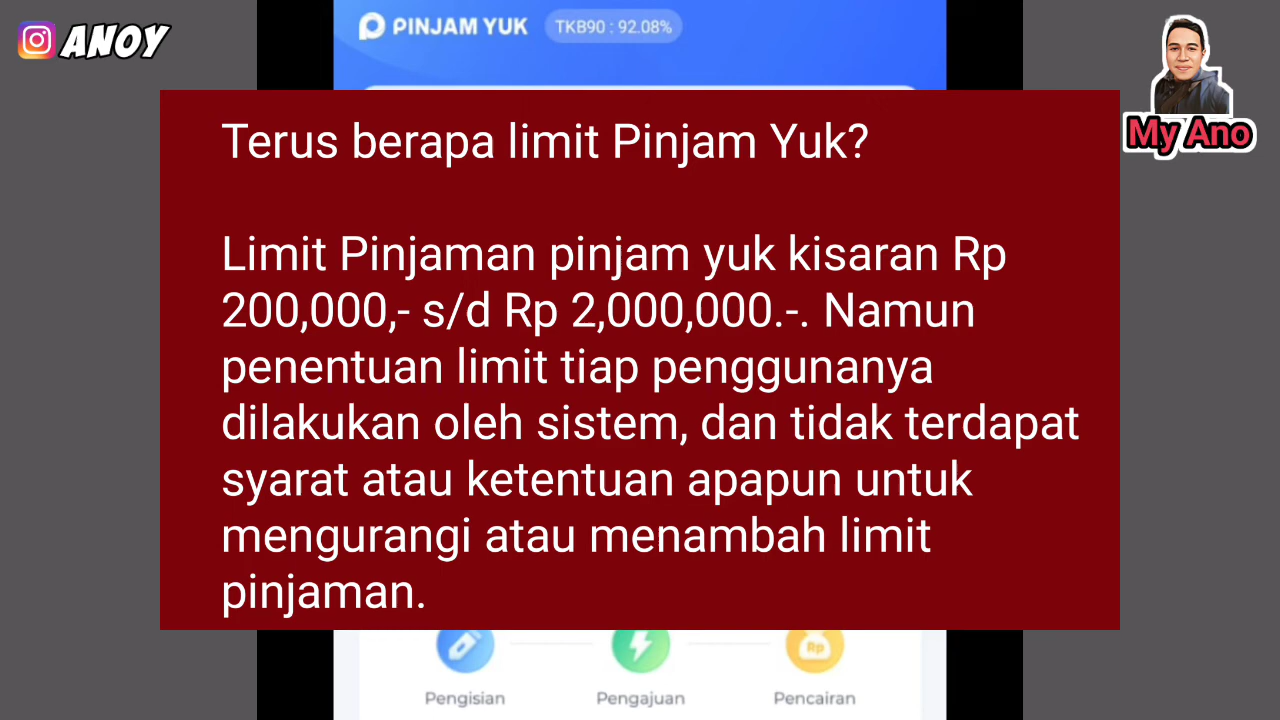 ANOY
PINJAM YUK
TKB90 : 92.08%
My Ano
Terus berapa limit Pinjam Yuk?
Limit Pinjaman pinjam yuk kisaran Rp
200,000,- s/d Rp 2,000,000.-. Namun
penentuan limit tiap penggunanya
dilakukan oleh sistem, dan tidak terdapat
syarat atau ketentuan apapun untuk
mengurangi atau menambah limit
pinjaman.
Rp
Pengisian
Pengajuan
Pencairan